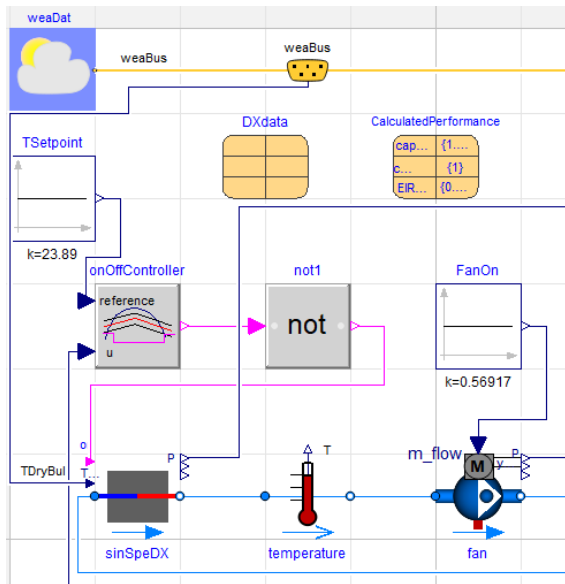 weaDat
weaBus
weaBus
DXdata
CalculatedPerformance
TSetpoint
cap... {1....
c... {1}
EIR... {0....
k=23.89
onOffController
not1
FanOn
reference
not
u
k=0.56917
o
T...
P
T
m_flow
P
M
y
TDryBul
sinSpeDX
temperature
fan